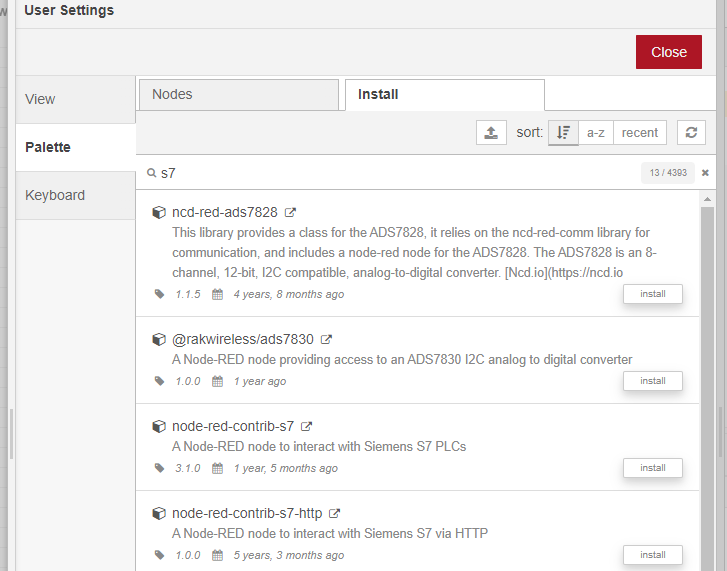 User Settings
Close
View
Palette
Keyboard
Nodes
Install
sort: a-z recent
s7
13 / 4393
ncd-red-ads7828
This library provides a class for the ADS7828, it relies on the ncd-red-comm library for
communication, and includes a node-red node for the ADS7828. The ADS7828 is an 8-
channel, 12-bit, I2C compatible, analog-to-digital converter. [Ncd.io](https://ncd.io
1.1.5 4 years, 8 months ago
install
@rakwireless/ads7830
A Node-RED node providing access to an ADS7830 I2C analog to digital converter
1.0.0 1 year ago
install
node-red-contrib-s7
A Node-RED node to interact with Siemens S7 PLCs
3.1.0 1 year, 5 months ago
install
node-red-contrib-s7-http
A Node-RED node to interact with Siemens S7 via HTTP
1.0.0 5 years, 3 months ago
install